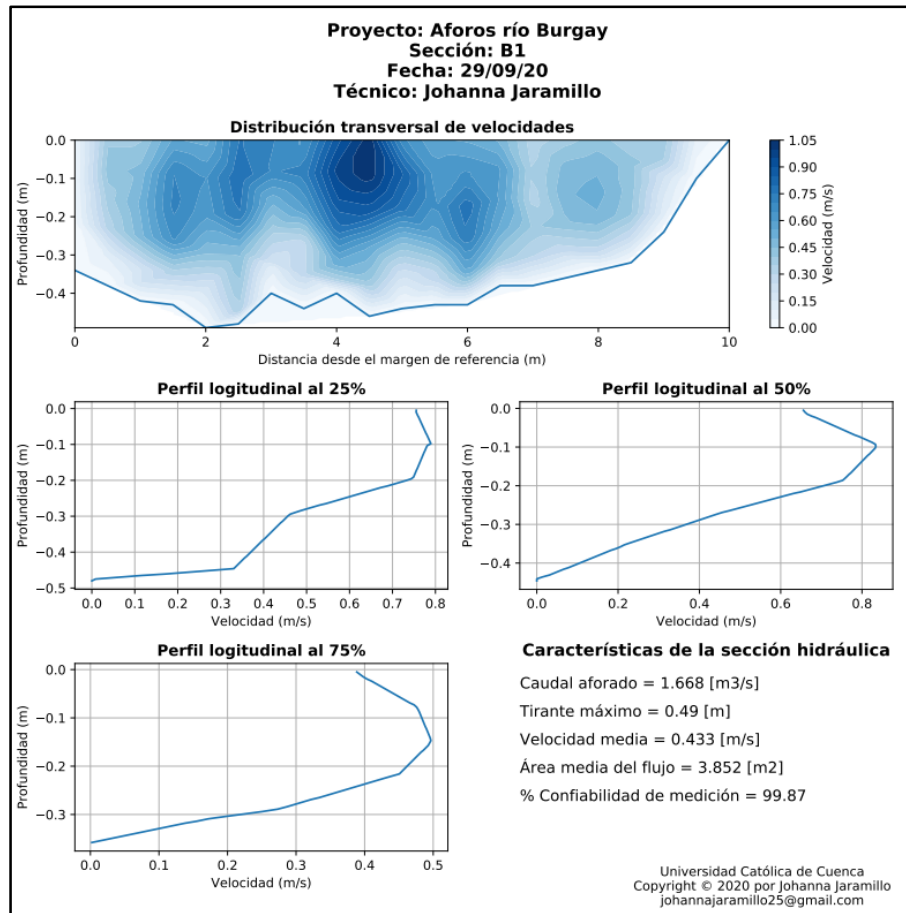 Proyecto: Aforos río Burgay
Sección: B1
Fecha: 29/09/20
Técnico: Johanna Jaramillo
Distribución transversal de velocidades
0.0
−0.1
−0.2
−0.3
−0.4
Profundidad (m)
0
2
4
6
8
10
Distancia desde el margen de referencia (m)
1.05
0.90
0.75
0.60
0.45
0.30
0.15
0.00
Velocidad (m/s)
Perfil logitudinal al 25%
0.0
−0.1
−0.2
−0.3
−0.4
−0.5
Profundidad (m)
0.0 0.1 0.2 0.3 0.4 0.5 0.6 0.7 0.8
Velocidad (m/s)
Perfil logitudinal al 50%
0.0
−0.1
−0.2
−0.3
−0.4
Profundidad (m)
0.0 0.2 0.4 0.6 0.8
Velocidad (m/s)
Perfil logitudinal al 75%
0.0
−0.1
−0.2
−0.3
Profundidad (m)
0.0 0.1 0.2 0.3 0.4 0.5
Velocidad (m/s)
Características de la sección hidráulica
Caudal aforado = 1.668 [m3/s]
Tirante máximo = 0.49 [m]
Velocidad media = 0.433 [m/s]
Área media del flujo = 3.852 [m2]
% Confiabilidad de medición = 99.87
Universidad Católica de Cuenca
Copyright © 2020 por Johanna Jaramillo
johannajaramillo25@gmail.com